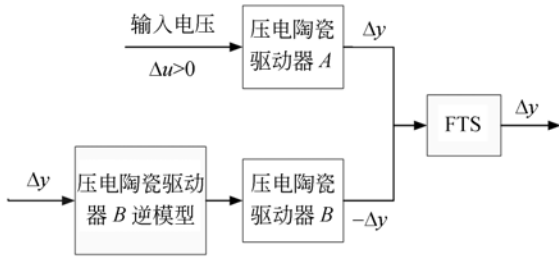 输入电压
Δu>0
压电陶瓷
驱动器 A
Δy
FTS
Δy
Δy
压电陶瓷驱动
器 B 逆模型
压电陶瓷
驱动器 B
−Δy